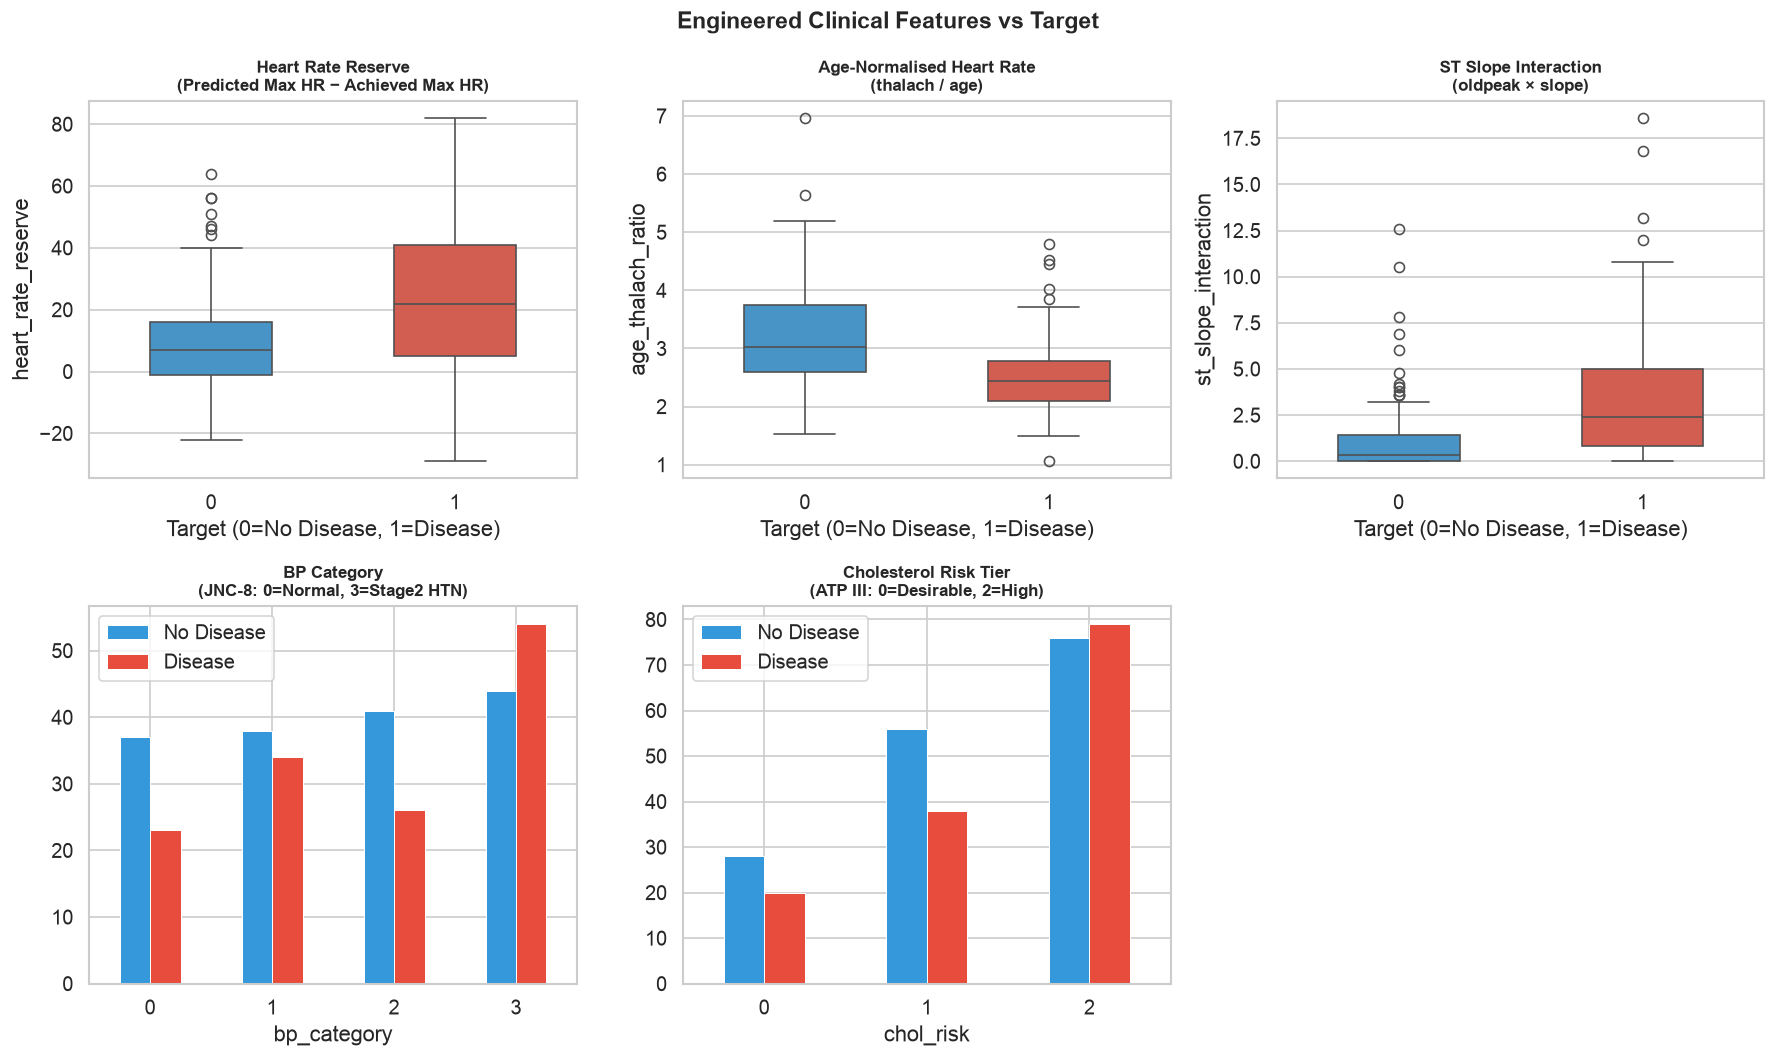 Engineered Clinical Features vs Target
Heart Rate Reserve
(Predicted Max HR − Achieved Max HR)
80
60
40
20
0
−20
heart_rate_reserve
0
1
Target (0=No Disease, 1=Disease)
Age-Normalised Heart Rate
(thalach / age)
7
6
5
4
3
2
1
age_thalach_ratio
0
1
Target (0=No Disease, 1=Disease)
ST Slope Interaction
(oldpeak × slope)
17.5
15.0
12.5
10.0
7.5
5.0
2.5
0.0
st_slope_interaction
0
1
Target (0=No Disease, 1=Disease)
BP Category
(JNC-8: 0=Normal, 3=Stage2 HTN)
No Disease
Disease
50
40
30
20
10
0
0
1
2
3
bp_category
Cholesterol Risk Tier
(ATP III: 0=Desirable, 2=High)
No Disease
Disease
80
70
60
50
40
30
20
10
0
0
1
2
chol_risk